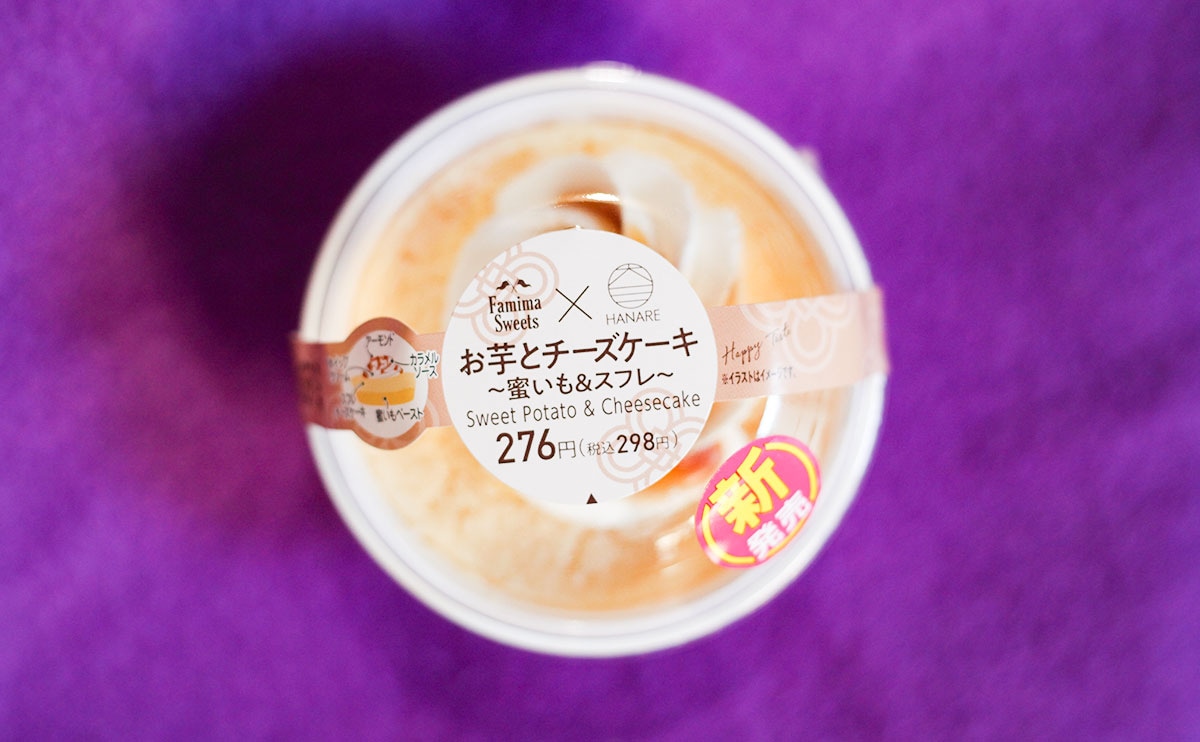 Famima
Sweets
×
HANARE
お芋とチーズケーキ
~蜜いも&スフレ~
Sweet Potato & Cheesecake
276円(税込298円)
アーモンド
カラメル
ソース
蜜いもペースト
Happy
※イラストはイメージです。
新
発売